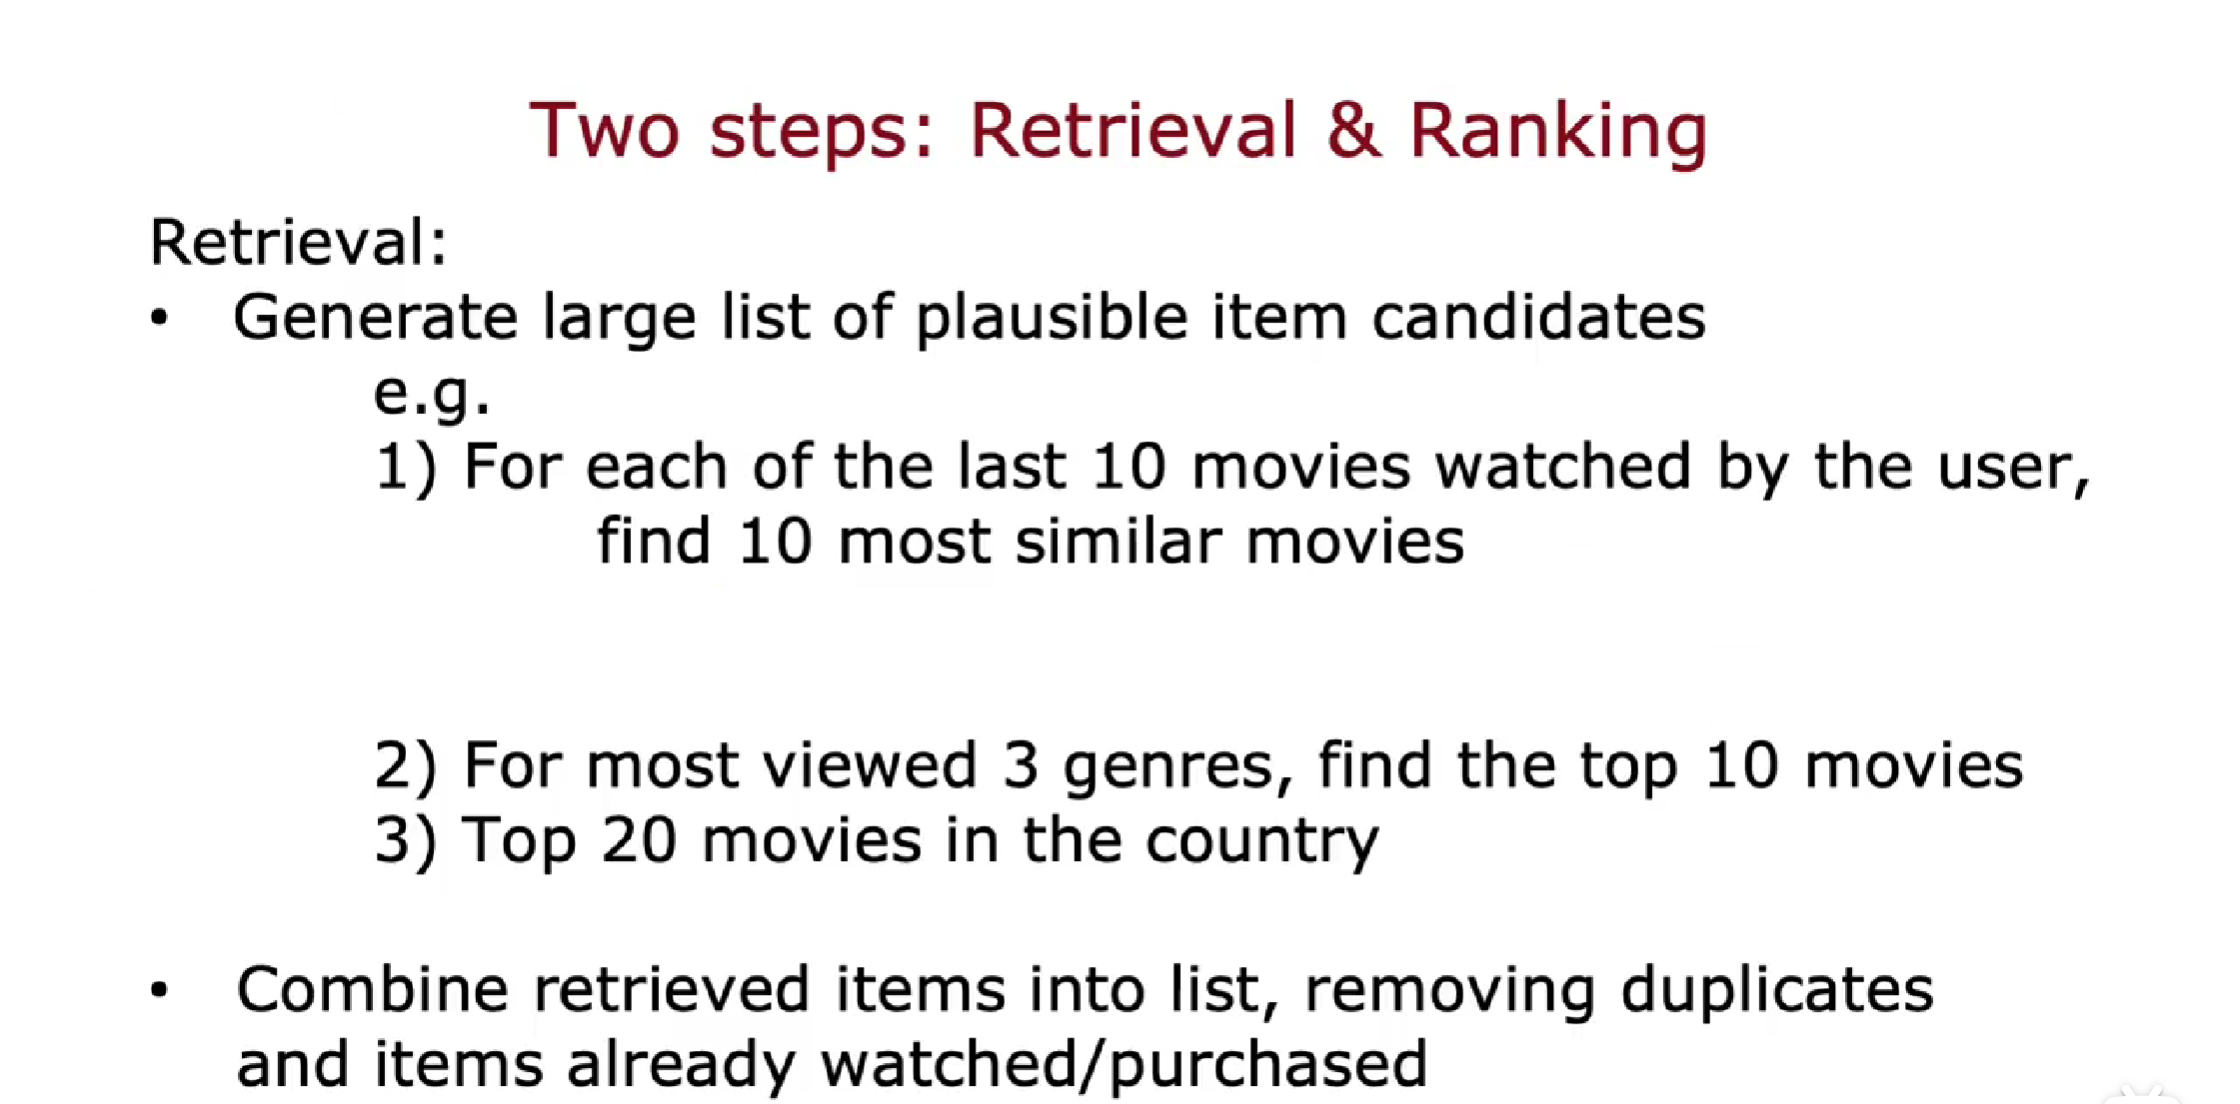 Two steps: Retrieval & Ranking
Retrieval:
• Generate large list of plausible item candidates
e.g.
1) For each of the last 10 movies watched by the user,
find 10 most similar movies
2) For most viewed 3 genres, find the top 10 movies
3) Top 20 movies in the country
• Combine retrieved items into list, removing duplicates
and items already watched/purchased